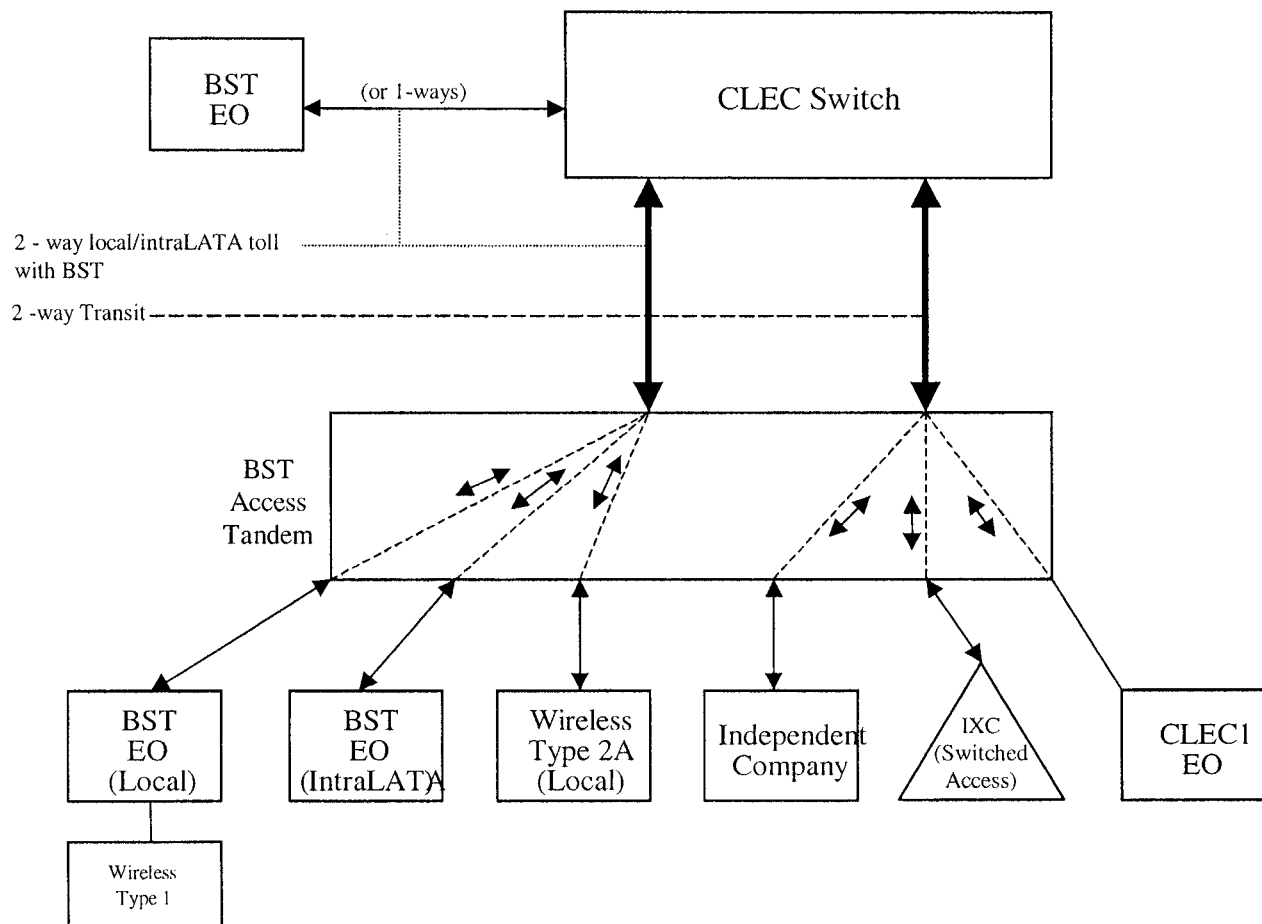 BST
EO
(or 1-ways)
CLEC Switch
2 - way local/intraLATA toll
with BST
2 -way Transit
BST
Access
Tandem
BST
EO
(Local)
BST
EO
(IntraLATA)
Wireless
Type 2A
(Local)
Independent
Company
IXC
(Switched
Access)
CLEC1
EO
Wireless
Type 1